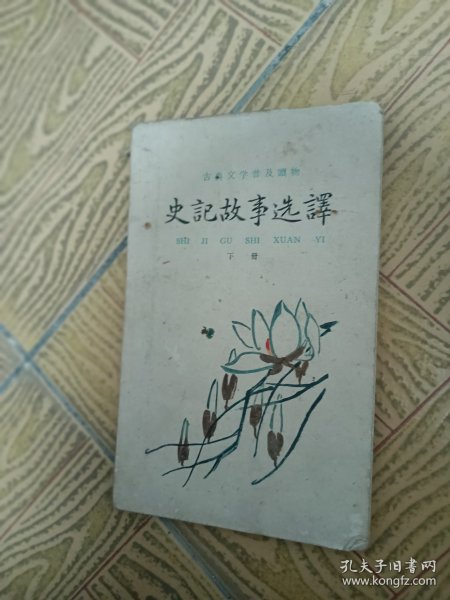 古典文学普及讀物
史記故事选譯
SHI JI GU SHI XUAN YI
下 册
孔夫子旧书网
www.kongfz.com